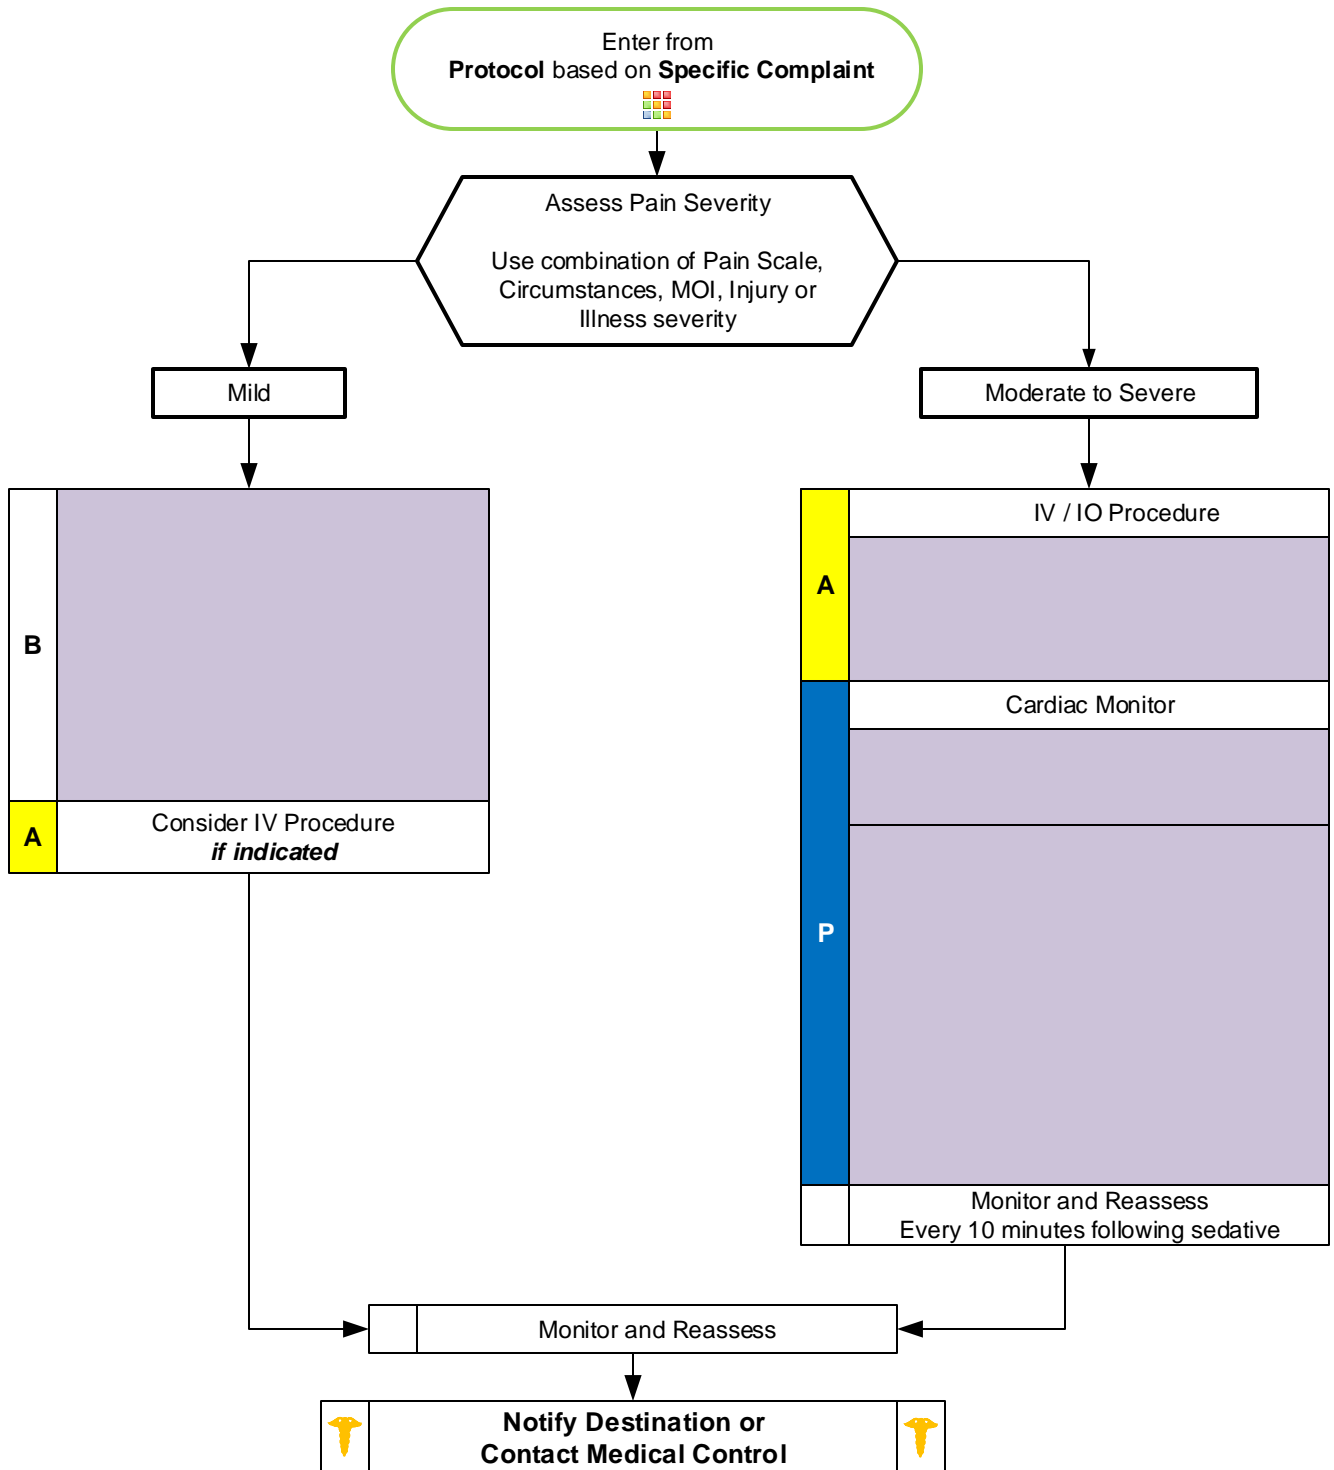 Enter from
Protocol based on Specific Complaint
Assess Pain Severity
Use combination of Pain Scale,
Circumstances, MOI, Injury or
Illness severity
Mild
Moderate to Severe
B
A
Consider IV Procedure
if indicated
A
IV / IO Procedure
P
Cardiac Monitor
Monitor and Reassess
Every 10 minutes following sedative
Monitor and Reassess
Notify Destination or
Contact Medical Control